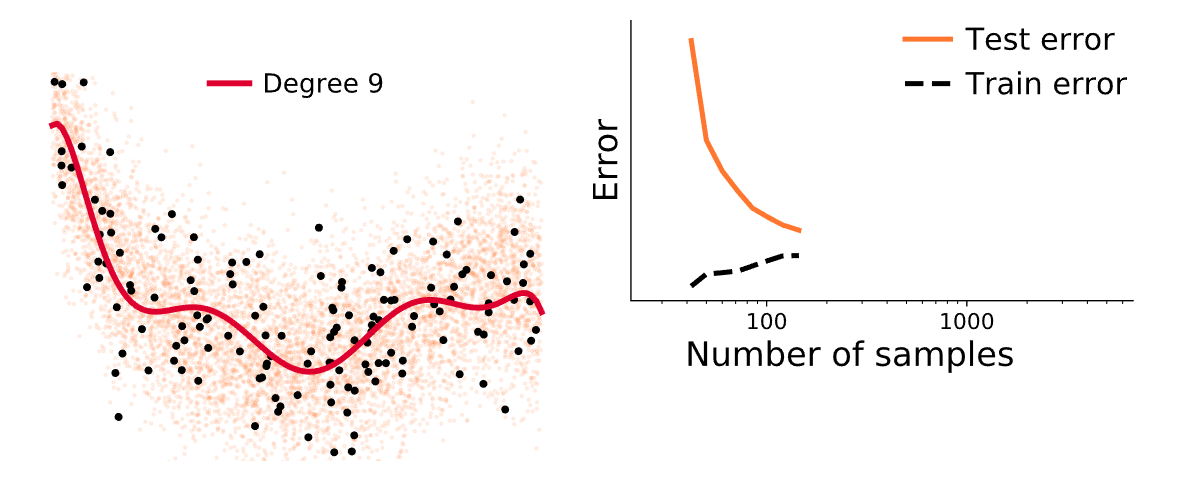 Degree 9
Test error
Train error
Error
100
1000
Number of samples